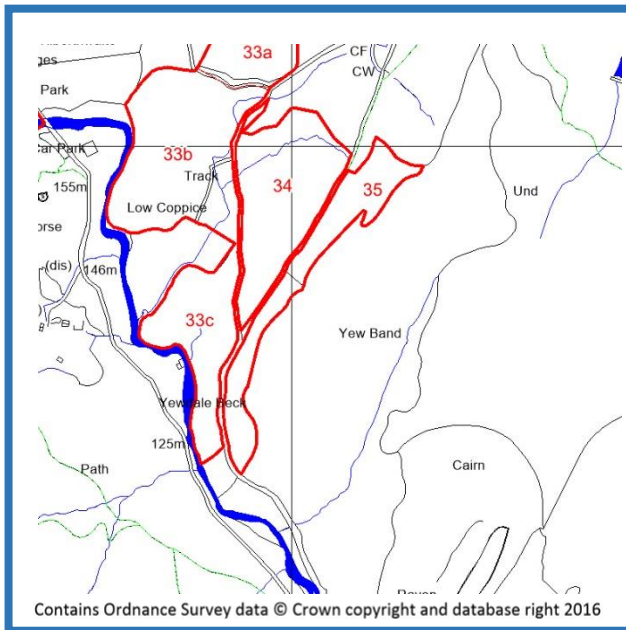 33a
CF
CW
ges
Park
33b
car Park
Track
34
35
155m
Und
Low Coppice
orse
(dis)
146m
33c
Yew Band
Yewdale Beck
125m
Path
Cairn
Contains Ordnance Survey data © Crown copyright and database right 2016